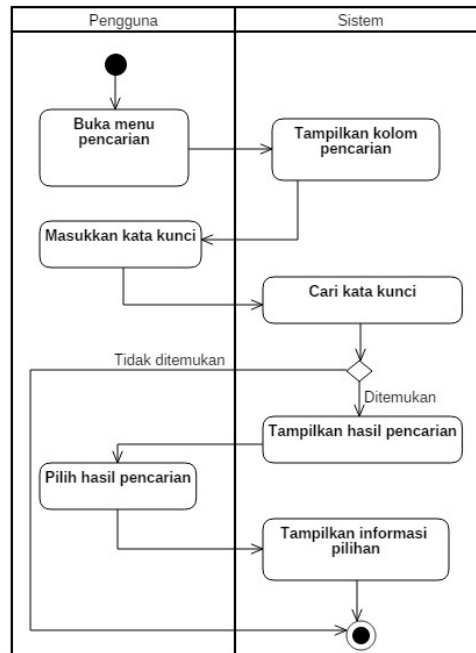 Pengguna
Sistem
Buka menu
pencarian
Tampilkan kolom
pencarian
Masukkan kata kunci
Cari kata kunci
Tidak ditemukan
Ditemukan
Tampilkan hasil pencarian
Pilih hasil pencarian
Tampilkan informasi
pilihan